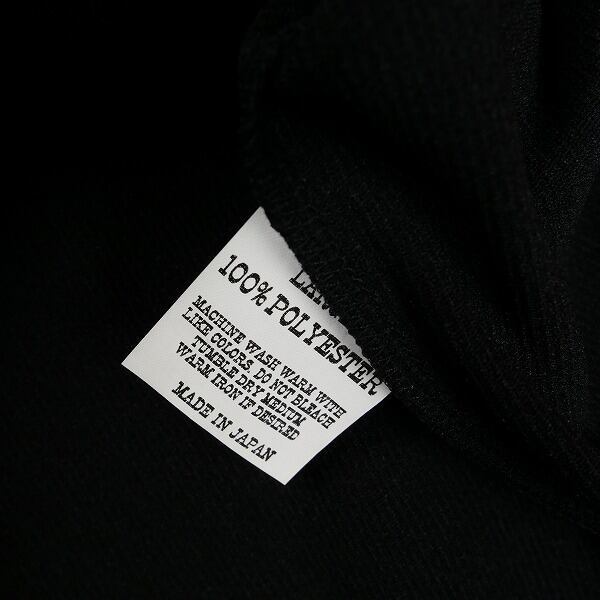 100% POLYESTER
MACHINE WASH WARM WITH
LIKE COLORS, DO NOT BLEACH
TUMBLE DRY MEDIUM
WARM IRON IF DESIRED
MADE IN JAPAN